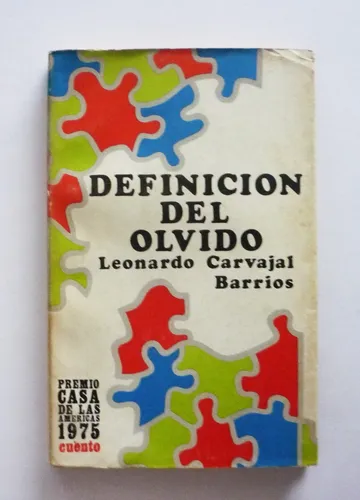 DEFINICION
DEL
OLVIDO
Leonardo Carvajal
Barrios
PREMIO
CASA
DE LAS
AMERICAS
1975
cuento